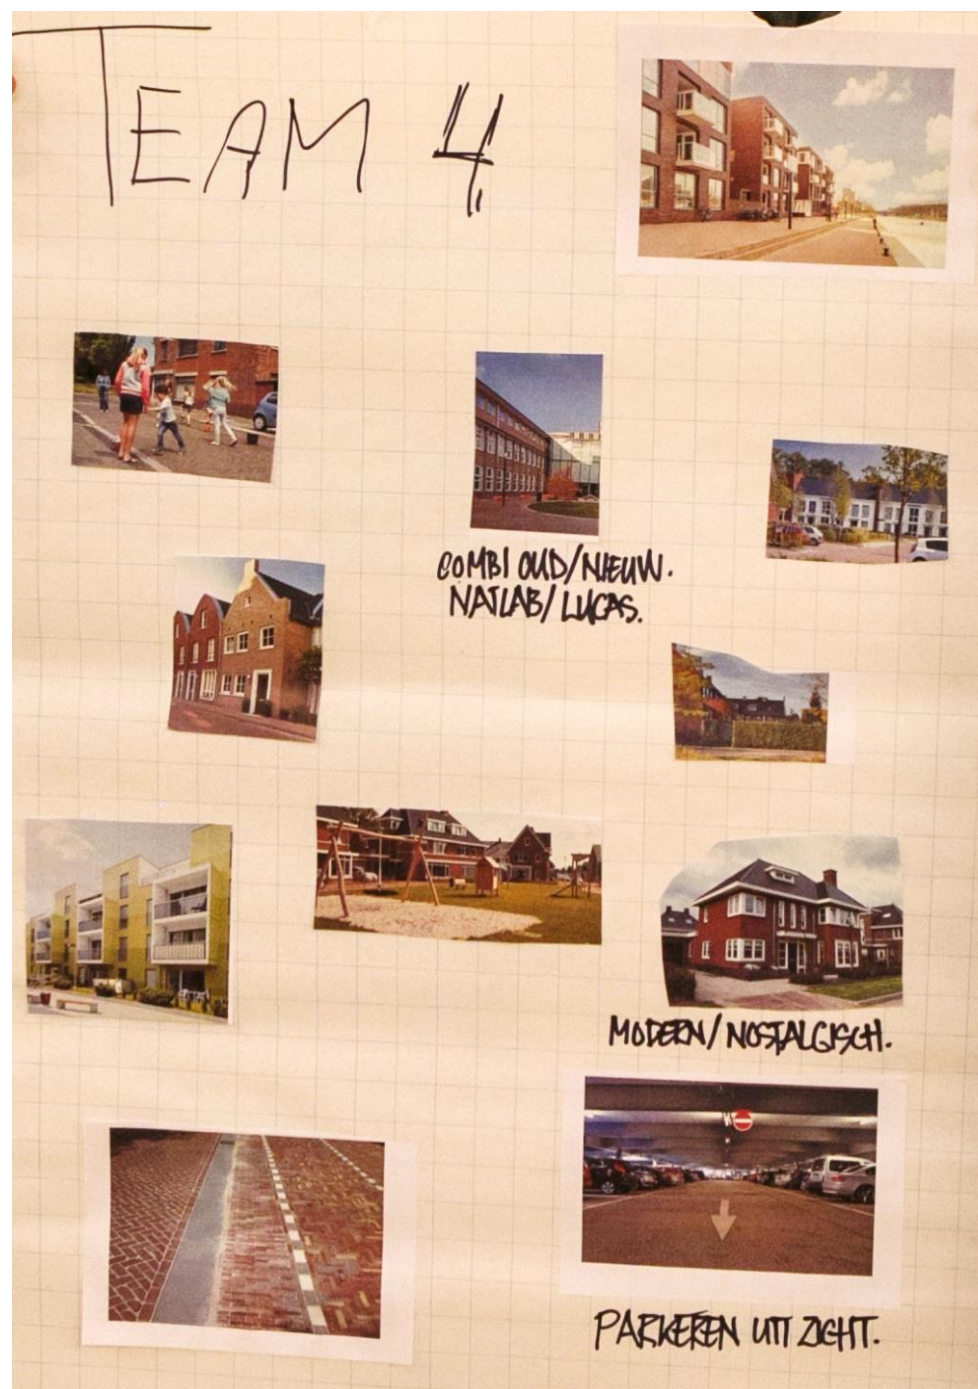 TEAM 4
COMBI OUD/NIEUW.
NATLAB/LUCAS.
MODERN/NOSTALGISCH.
PARKEREN UIT ZICHT.